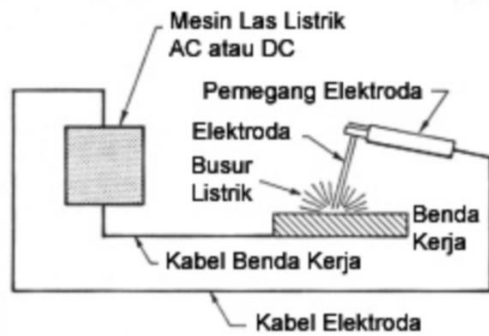 Mesin Las Listrik
AC atau DC
Pemegang Elektroda
Elektroda
Busur
Listrik
Benda
Kerja
Kabel Benda Kerja
Kabel Elektroda